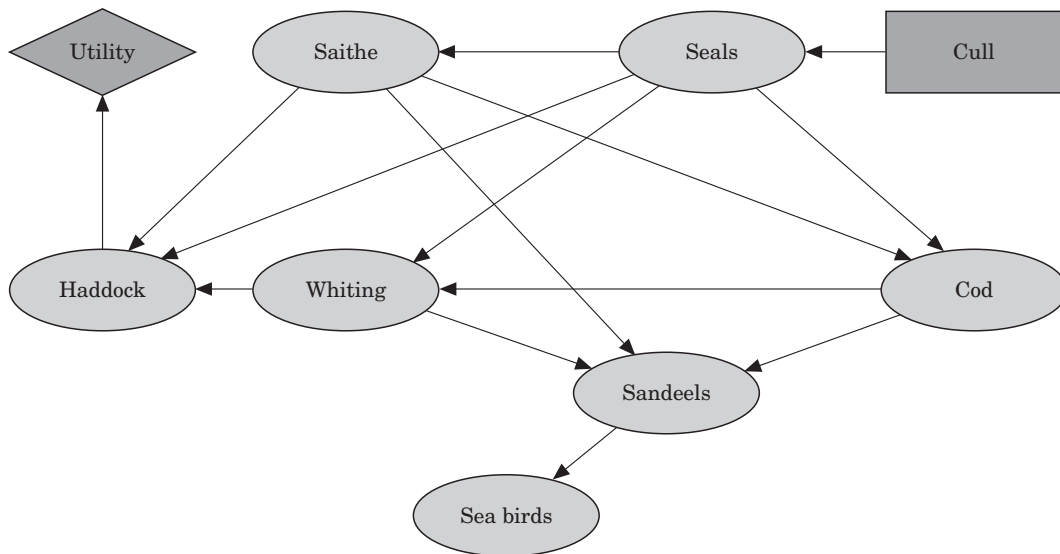 Utility
Saithe
Seals
Cull
Haddock
Whiting
Cod
Sandeels
Sea birds